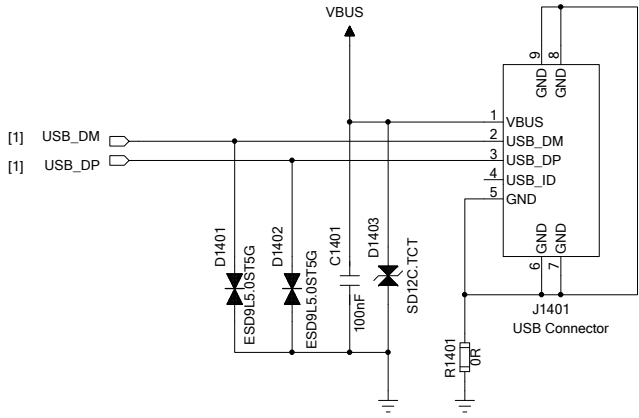 VBUS
9
8
GND
GND
1
VBUS
[1] USB_DM
2
USB_DM
[1] USB_DP
3
USB_DP
4
USB_ID
5
GND
D1401
ESD9L5.0ST5G
D1402
ESD9L5.0ST5G
C1401
100nF
D1403
SD12C.TCT
GND
GND
6
7
J1401
USB Connector
R1401
0R